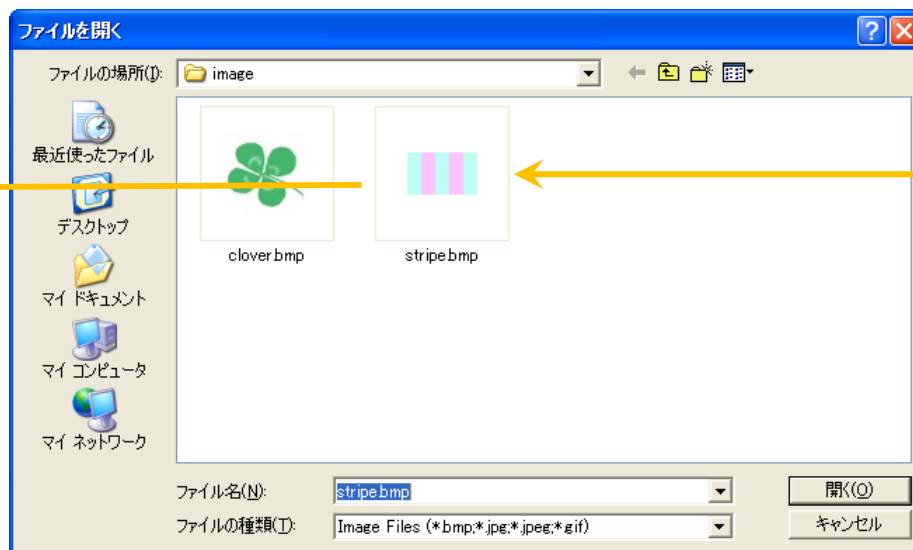 ファイルを開く
ファイルの場所(I):
image
最近使ったファイル
デスクトップ
マイ ドキュメント
マイ コンピュータ
マイ ネットワーク
clover.bmp
stripe.bmp
ファイル名(N):
stripe.bmp
開く(O)
ファイルの種類(T):
Image Files (*.bmp;*.jpg;*.jpeg;*.gif)
キャンセル